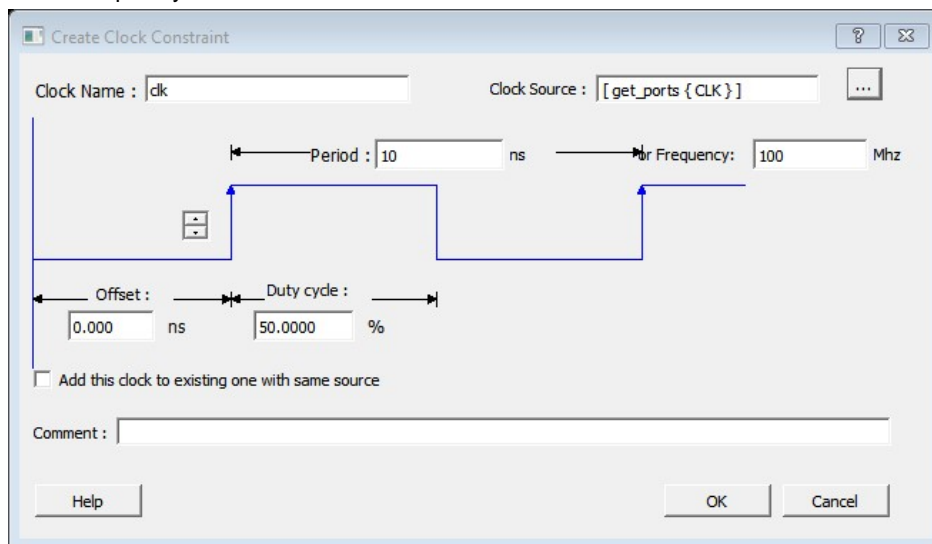 Create Clock Constraint
Clock Name : clk
Clock Source : [ get_ports { CLK } ]
...
Period : 10 ns
or Frequency: 100 Mhz
Offset :
Duty cycle :
0.000 ns
50.0000 %
Add this clock to existing one with same source
Comment :
Help
OK
Cancel